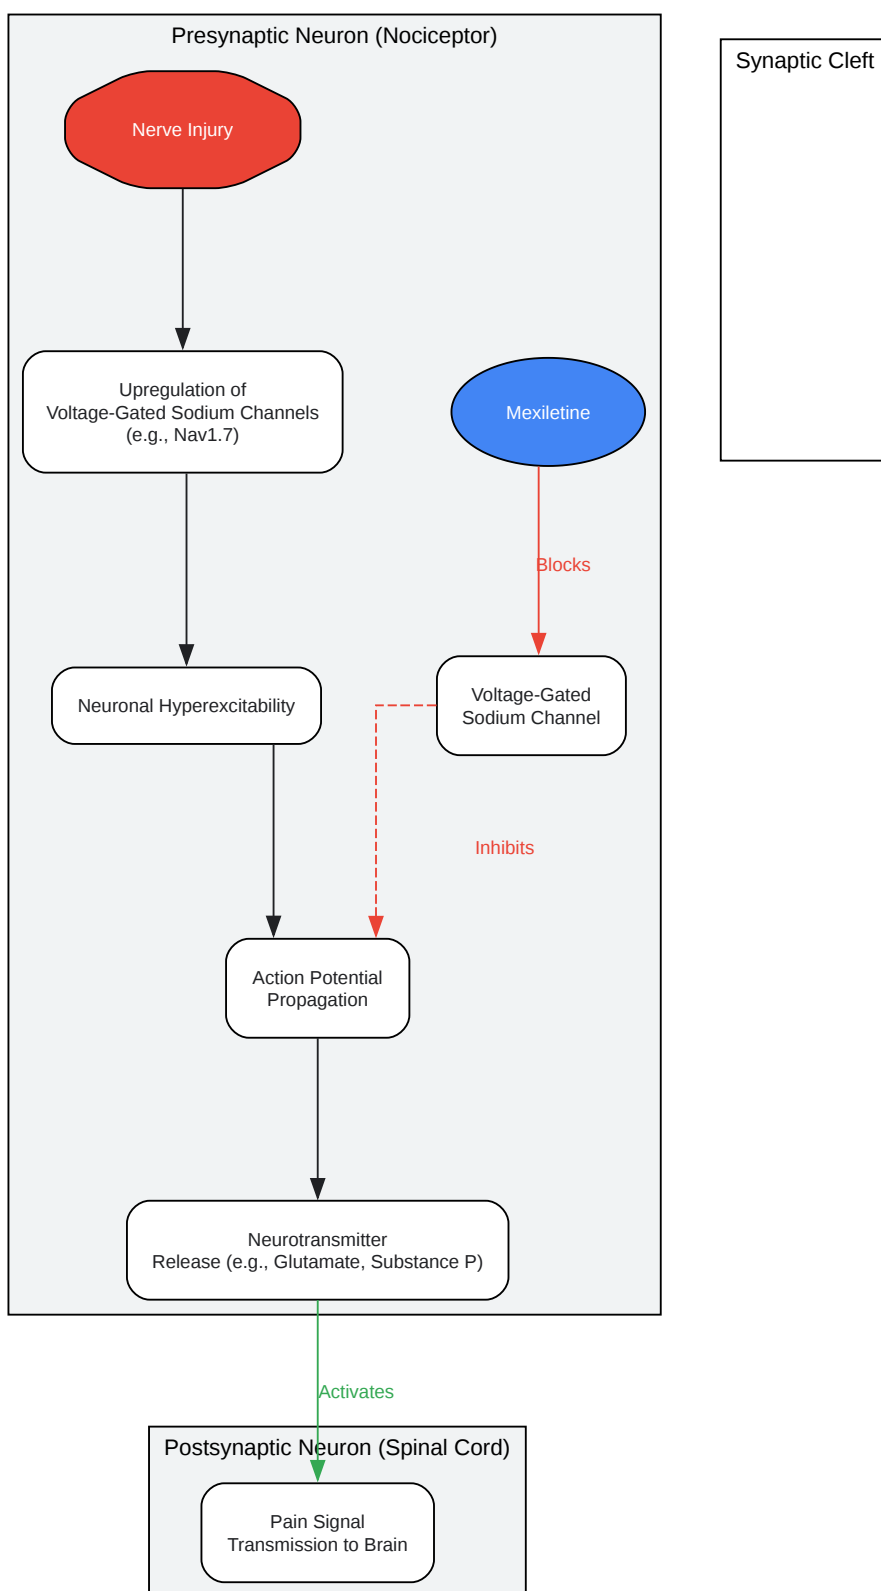 Presynaptic Neuron (Nociceptor)
Synaptic Cleft
Nerve Injury
Upregulation of
Voltage-Gated Sodium Channels
(e.g., Nav1.7)
Mexiletine
Blocks
Neuronal Hyperexcitability
Voltage-Gated
Sodium Channel
Inhibits
Action Potential
Propagation
Neurotransmitter
Release (e.g., Glutamate, Substance P)
Activates
Postsynaptic Neuron (Spinal Cord)
Pain Signal
Transmission to Brain